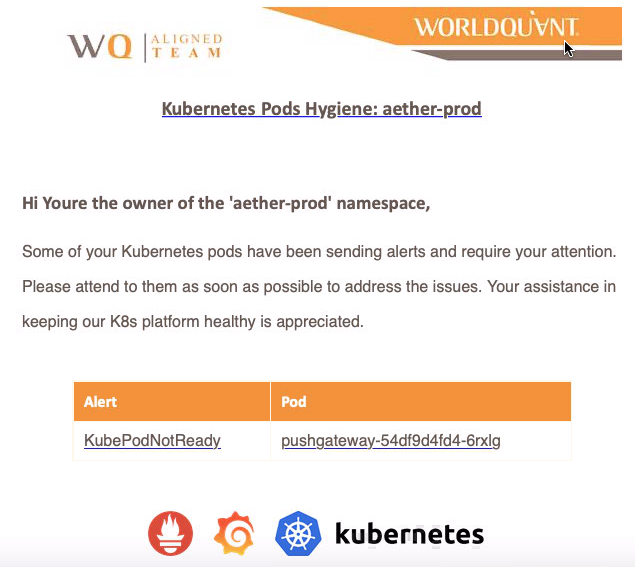 WQ ALIGNED TEAM
WORLDQUANT
Kubernetes Pods Hygiene: aether-prod
Hi Youre the owner of the 'aether-prod' namespace,
Some of your Kubernetes pods have been sending alerts and require your attention.
Please attend to them as soon as possible to address the issues. Your assistance in
keeping our K8s platform healthy is appreciated.
Alert Pod
KubePodNotReady pushgateway-54df9d4fd4-6rxlg
kubernetes